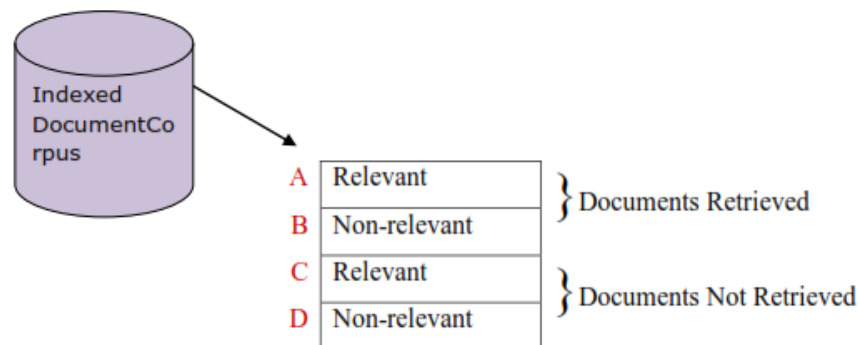 Indexed
DocumentCo
rpus
A Relevant
} Documents Retrieved
B Non-relevant
C Relevant
} Documents Not Retrieved
D Non-relevant